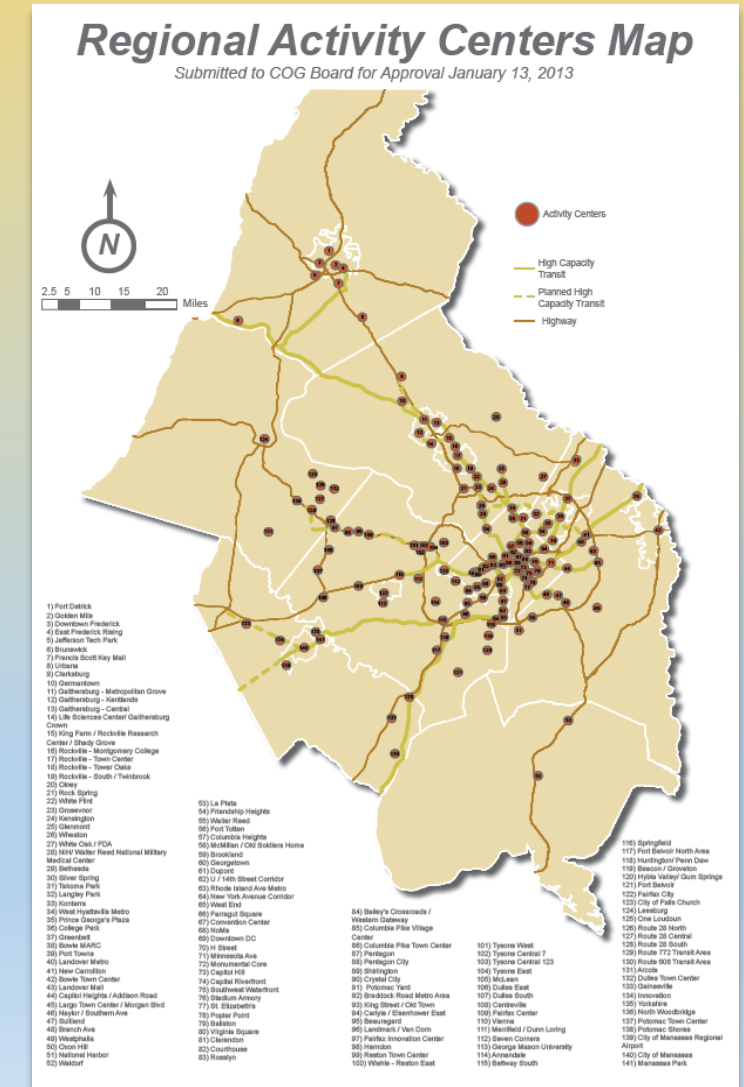 Regional Activity Centers Map
Submitted to COG Board for Approval January 13, 2013
N
2.5 5 10 15 20
Miles
Activity Centers
High Capacity
Transit
Planned High
Capacity Transit
Highway
1) Fort Detrick
2) Golden Mile
3) Downtown Frederick
4) East Frederick Rising
5) Jefferson Tech Park
6) Brunswick
7) Francis Scott Key Mall
8) Urbana
9) Clarksburg
10) Germantown
11) Gaithersburg - Metropolitan Grove
12) Gaithersburg - Kentlands
13) Gaithersburg - Central
14) Life Sciences Center/ Gaithersburg
Crown
15) King Farm / Rockville Research
Center / Shady Grove
16) Rockville - Montgomery College
17) Rockville - Town Center
18) Rockville - Tower Oaks
19) Rockville - South / Twinbrook
20) Olney
21) Rock Spring
22) White Flint
23) Grosvenor
24) Kensington
25) Glenmont
26) Wheaton
27) White Oak / FDA
28) NIH/ Walter Reed National Military
Medical Center
29) Bethesda
30) Silver Spring
31) Takoma Park
32) Langley Park
33) Konterra
34) West Hyattsville Metro
35) Prince George's Plaza
36) College Park
37) Greenbelt
38) Bowie MARC
39) Port Towns
40) Landover Metro
41) New Carrollton
42) Bowie Town Center
43) Landover Mall
44) Capitol Heights / Addison Road
45) Largo Town Center / Morgan Blvd
46) Naylor / Southern Ave
47) Suitland
48) Branch Ave
49) Westphalia
50) Oxon Hill
51) National Harbor
52) Waldorf
53) La Plata
54) Friendship Heights
55) Walter Reed
56) Fort Totten
57) Columbia Heights
58) McMillan / Old Soldiers Home
59) Brookland
60) Georgetown
61) Dupont
62) U / 14th Street Corridor
63) Rhode Island Ave Metro
64) New York Avenue Corridor
65) West End
66) Farragut Square
67) Convention Center
68) NoMa
69) Downtown DC
70) H Street
71) Minnesota Ave
72) Monumental Core
73) Capitol Hill
74) Capital Riverfront
75) Southwest Waterfront
76) Stadium Armory
77) St. Elizabeth's
78) Poplar Point
79) Ballston
80) Virginia Square
81) Clarendon
82) Courthouse
83) Rosslyn
84) Bailey's Crossroads /
Western Gateway
85) Columbia Pike Village
Center
86) Columbia Pike Town Center
87) Pentagon
88) Pentagon City
89) Shirlington
90) Crystal City
91) Potomac Yard
92) Braddock Road Metro Area
93) King Street / Old Town
94) Carlyle / Eisenhower East
95) Beauregard
96) Landmark / Van Dorn
97) Fairfax Innovation Center
98) Herndon
99) Reston Town Center
100) Wiehle - Reston East
101) Tysons West
102) Tysons Central 7
103) Tysons Central 123
104) Tysons East
105) McLean
106) Dulles East
107) Dulles South
108) Centreville
109) Fairfax Center
110) Vienna
111) Merrifield / Dunn Loring
112) Seven Corners
113) George Mason University
114) Annandale
115) Beltway South
116) Springfield
117) Fort Belvoir North Area
118) Huntington/ Penn Daw
119) Beacon / Groveton
120) Hybla Valley/ Gum Springs
121) Fort Belvoir
122) Fairfax City
123) City of Falls Church
124) Leesburg
125) One Loudoun
126) Route 28 North
127) Route 28 Central
128) Route 28 South
129) Route 772 Transit Area
130) Route 606 Transit Area
131) Arcola
132) Dulles Town Center
133) Gainesville
134) Innovation
135) Yorkshire
136) North Woodbridge
137) Potomac Town Center
138) Potomac Shores
139) City of Manassas Regional
Airport
140) City of Manassas
141) Manassas Park